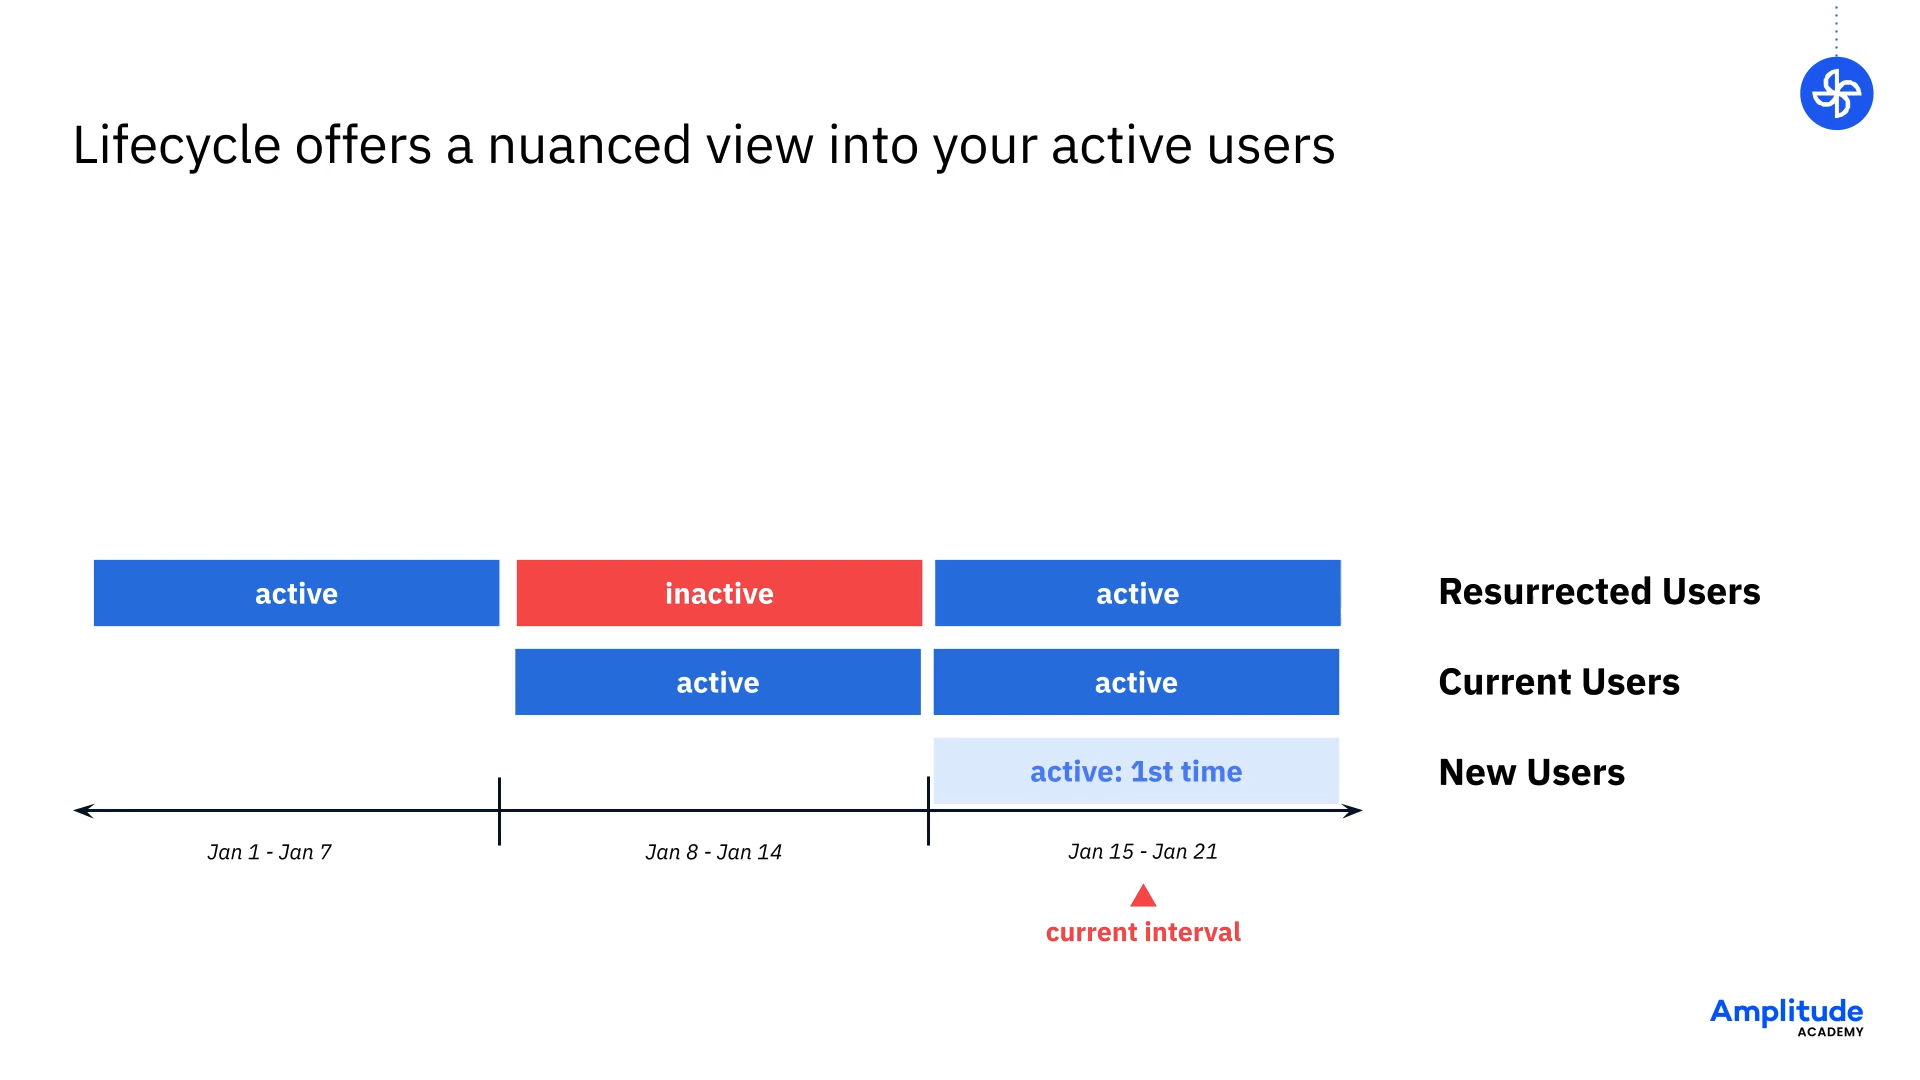 Lifecycle offers a nuanced view into your active users
active
inactive
active
Resurrected Users
active
active
Current Users
active: 1st time
New Users
Jan 1 - Jan 7
Jan 8 - Jan 14
Jan 15 - Jan 21
current interval
Amplitude
ACADEMY